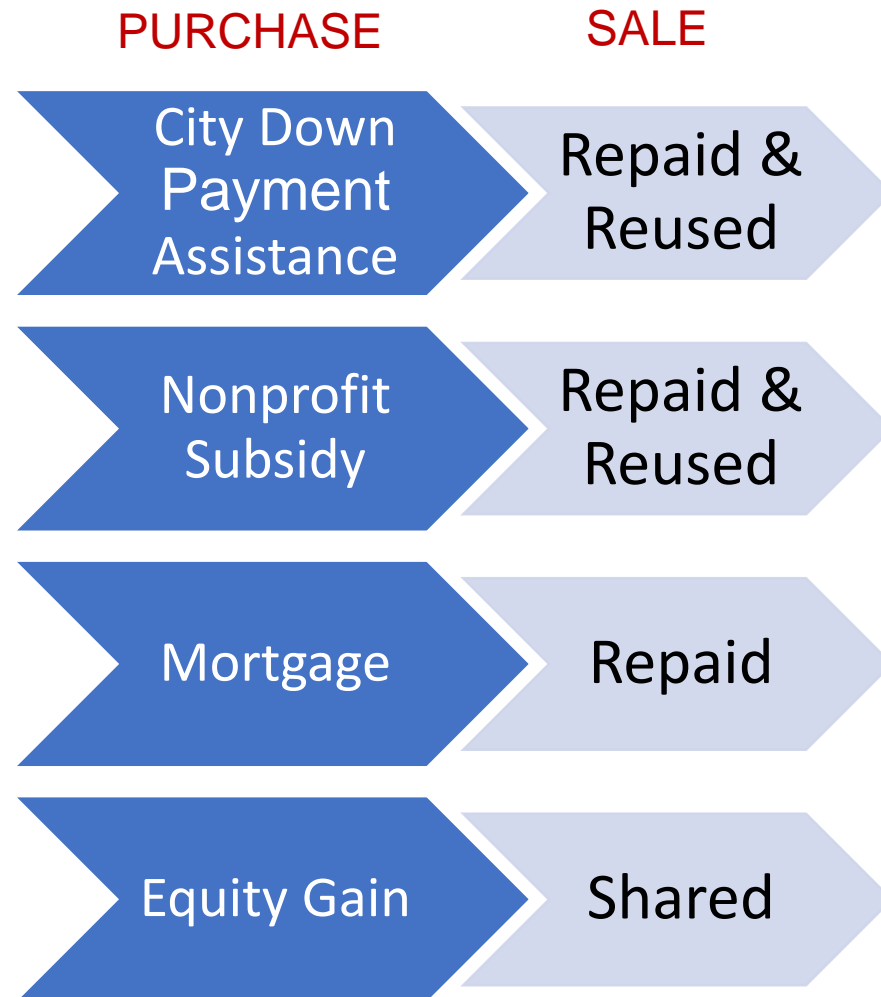 PURCHASE SALE
City Down
Payment
Assistance
Repaid &
Reused
Nonprofit
Subsidy
Repaid &
Reused
Mortgage
Repaid
Equity Gain
Shared